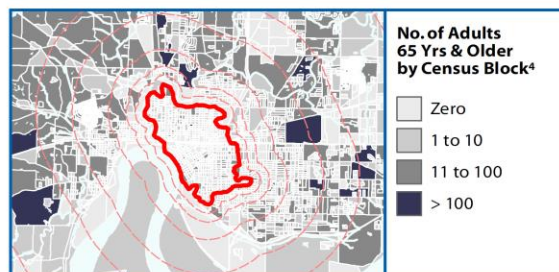 No. of Adults
65 Yrs & Older
by Census Block⁴
Zero
1 to 10
11 to 100
> 100